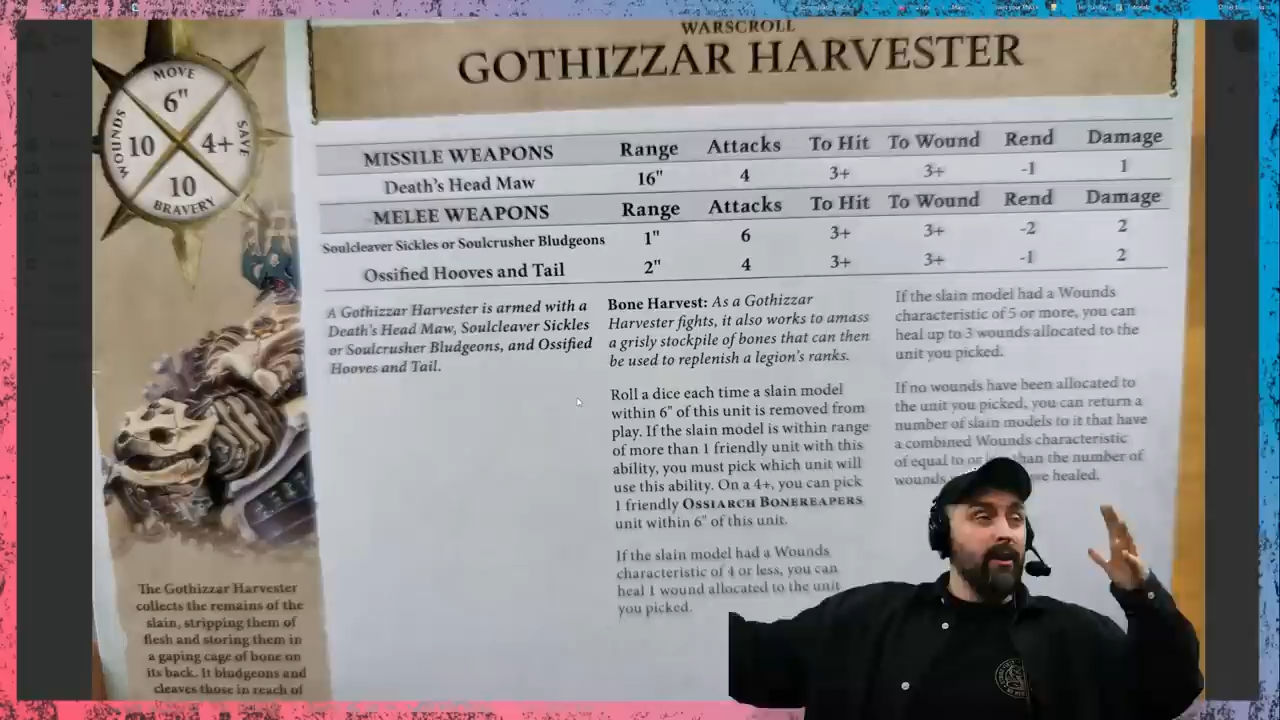 WARSCROLL
GOTHIZZAR HARVESTER
MOVE
6"
WOUNDS
10
4+
SAVE
10
BRAVERY
MISSILE WEAPONS Range Attacks To Hit To Wound Rend Damage
Death's Head Maw 16" 4 3+ 3+ -1 1
MELEE WEAPONS Range Attacks To Hit To Wound Rend Damage
Soulcleaver Sickles or Soulcrusher Bludgeons 1" 6 3+ 3+ -2 2
Ossified Hooves and Tail 2" 4 3+ 3+ -1 2
A Gothizzar Harvester is armed with a
Death's Head Maw, Soulcleaver Sickles
or Soulcrusher Bludgeons, and Ossified
Hooves and Tail.
Bone Harvest: As a Gothizzar
Harvester fights, it also works to amass
a grisly stockpile of bones that can then
be used to replenish a legion's ranks.
Roll a dice each time a slain model
within 6" of this unit is removed from
play. If the slain model is within range
of more than 1 friendly unit with this
ability, you must pick which unit will
use this ability. On a 4+, you can pick
1 friendly OSSIARCH BONEREAPERS
unit within 6" of this unit.
If the slain model had a Wounds
characteristic of 4 or less, you can
heal 1 wound allocated to the unit
you picked.
If the slain model had a Wounds
characteristic of 5 or more, you can
heal up to 3 wounds allocated to the
unit you picked.
If no wounds have been allocated to
the unit you picked, you can return a
number of slain models to it that have
a combined Wounds characteristic
of equal to or than the number of
wounds healed.
The Gothizzar Harvester
collects the remains of the
slain, stripping them of
flesh and storing them in
a gaping cage of bone on
its back. It bludgeons and
cleaves those in reach of